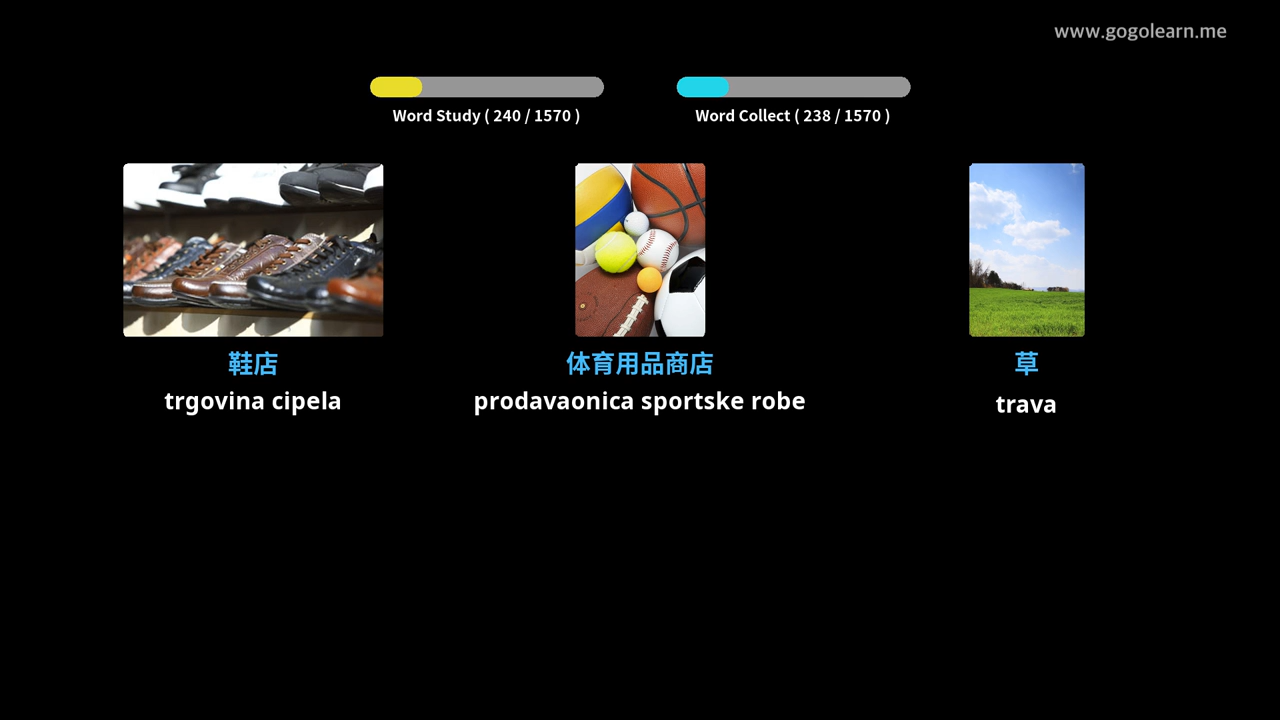 www.gogolearn.me
Word Study ( 240 / 1570 )
Word Collect ( 238 / 1570 )
鞋店
体育用品商店
草
trgovina cipela
prodavaonica sportske robe
trava